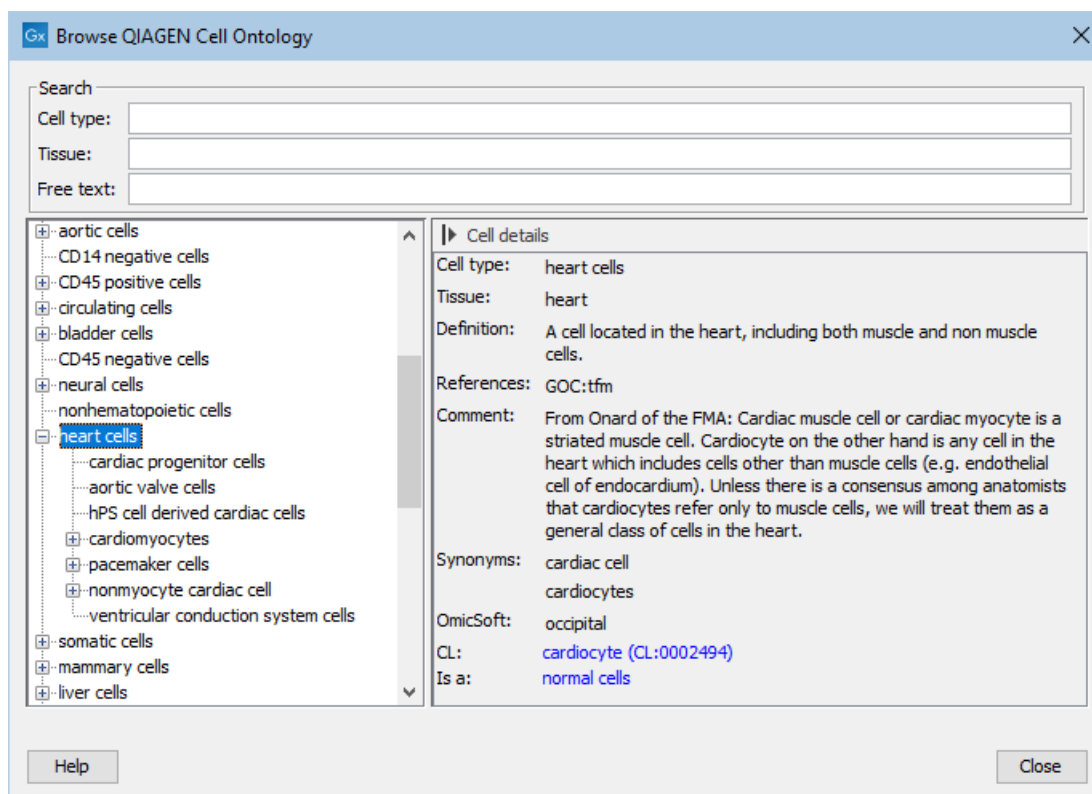 Gx Browse QIAGEN Cell Ontology
Search
Cell type:
Tissue:
Free text:
aortic cells
CD14 negative cells
CD45 positive cells
circulating cells
bladder cells
CD45 negative cells
neural cells
nonhematopoietic cells
heart cells
cardiac progenitor cells
aortic valve cells
hPS cell derived cardiac cells
cardiomyocytes
pacemaker cells
nonmyocyte cardiac cell
ventricular conduction system cells
somatic cells
mammary cells
liver cells
Cell details
Cell type: heart cells
Tissue: heart
Definition: A cell located in the heart, including both muscle and non muscle
cells.
References: GOC:tfm
Comment: From Onard of the FMA: Cardiac muscle cell or cardiac myocyte is a
striated muscle cell. Cardiocyte on the other hand is any cell in the
heart which includes cells other than muscle cells (e.g. endothelial
cell of endocardium). Unless there is a consensus among anatomists
that cardiocytes refer only to muscle cells, we will treat them as a
general class of cells in the heart.
Synonyms: cardiac cell
cardiocytes
OmicSoft: occipital
CL: cardiocyte (CL:0002494)
Is a: normal cells
Help
Close